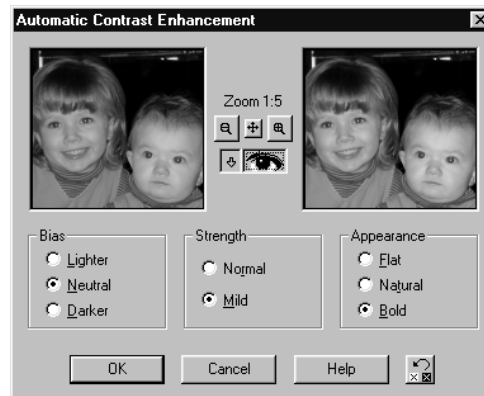 Automatic Contrast Enhancement
Zoom 1:5
Bias
Lighter
Neutral
Darker
Strength
Normal
Mild
Appearance
Flat
Natural
Bold
OK
Cancel
Help